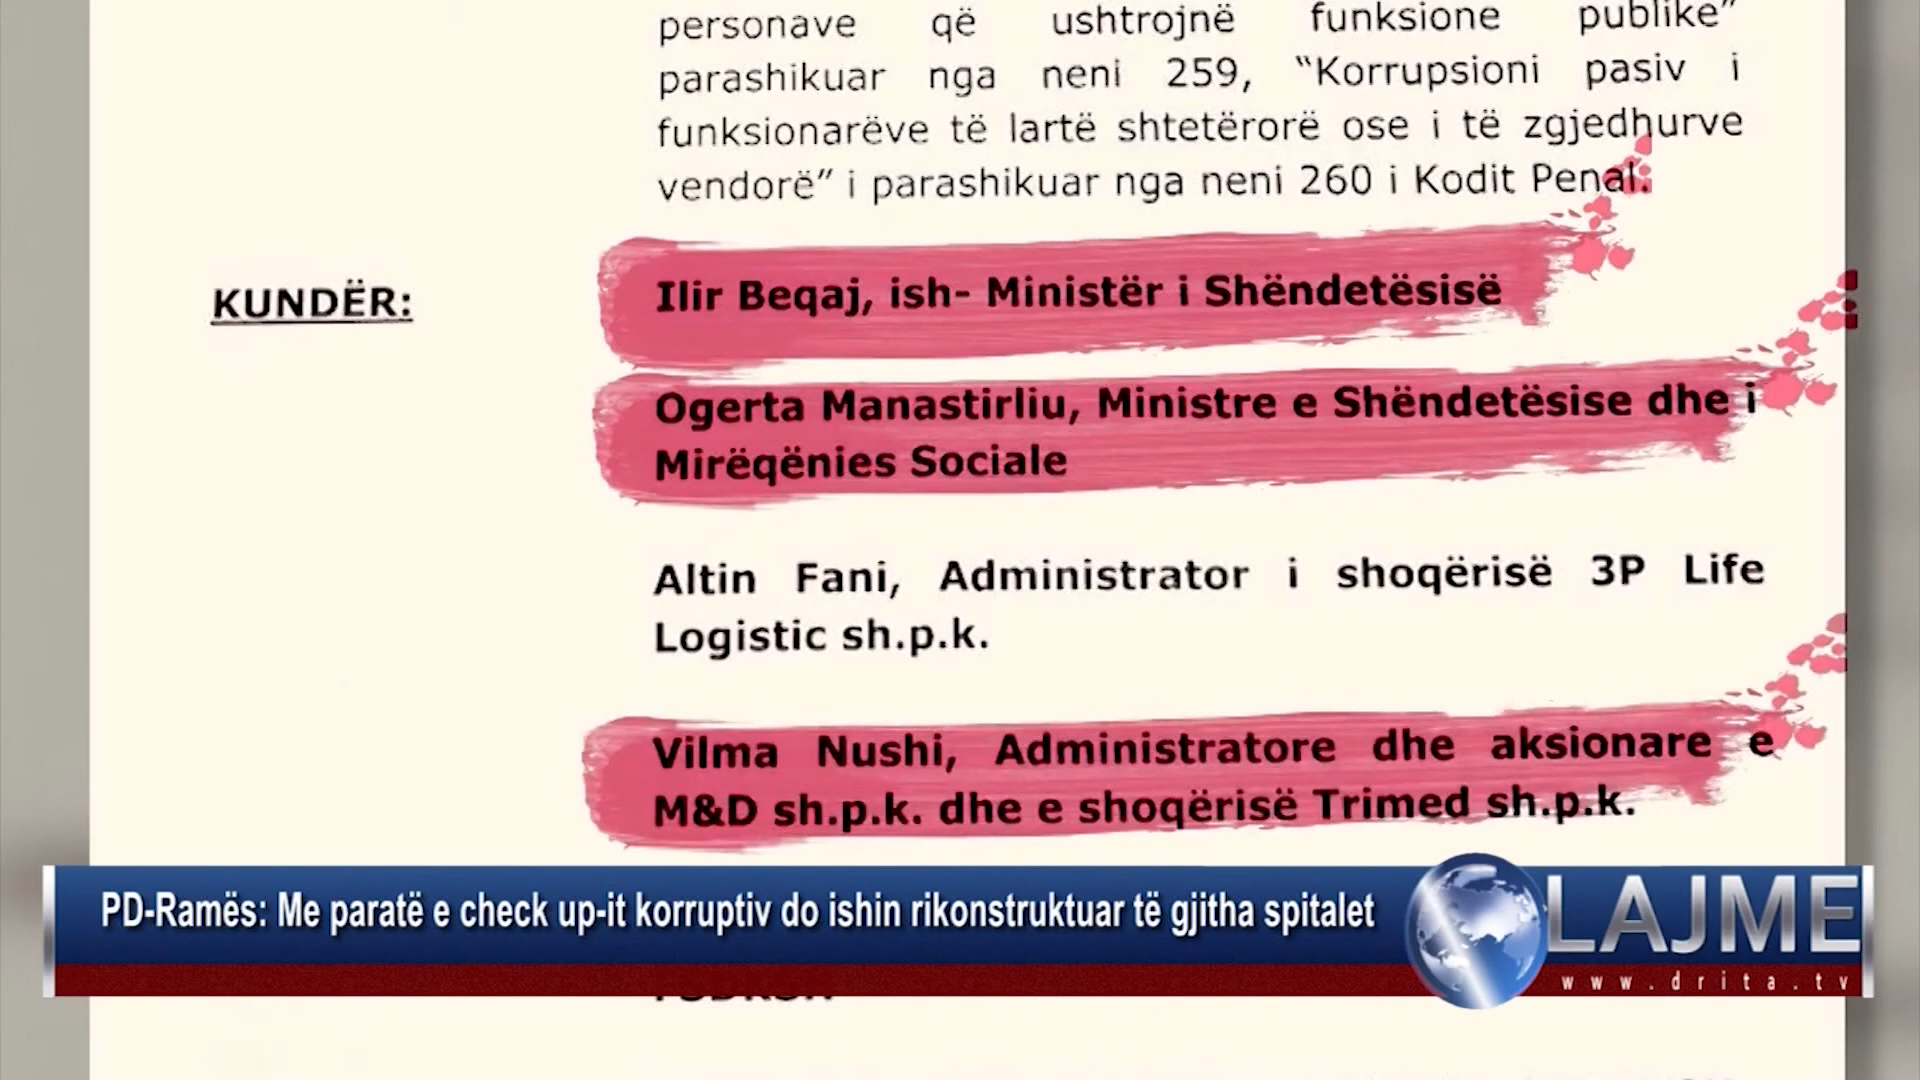 personave që ushtrojnë funksione publike”
parashikuar nga neni 259, “Korrupsioni pasiv i
funksionarëve të lartë shtetërorë ose i të zgjedhurve
vendorë” i parashikuar nga neni 260 i Kodit Penal.
KUNDËR:
Ilir Beqaj, ish- Ministër i Shëndetësisë
Ogerta Manastirliu, Ministre e Shëndetësise dhe i
Mirëqënies Sociale
Altin Fani, Administrator i shoqërisë 3P Life
Logistic sh.p.k.
Vilma Nushi, Administratore dhe aksionare e
M&D sh.p.k. dhe e shoqërisë Trimed sh.p.k.
PD-Ramës: Me paratë e check up-it korruptiv do ishin rikonstruktuar të gjitha spitalet
LAJME
www.drita.tv